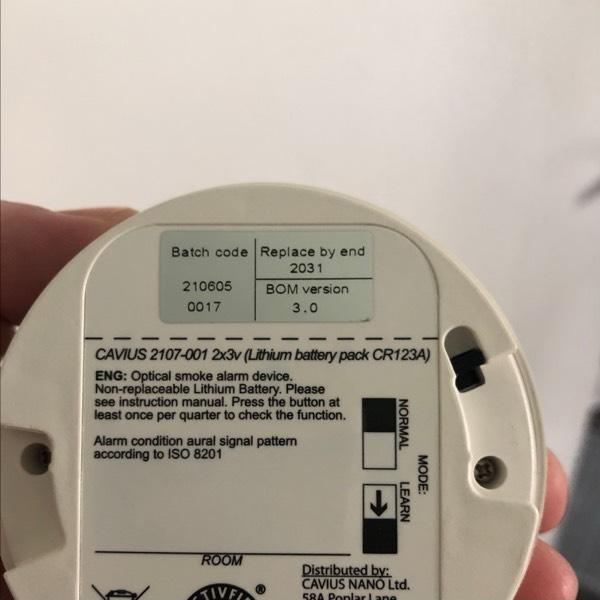 Batch code
210605
0017
Replace by end
2031
BOM version
3.0
CAVIUS 2107-001 2x3v (Lithium battery pack CR123A)
ENG: Optical smoke alarm device.
Non-replaceable Lithium Battery. Please
see instruction manual. Press the button at
least once per quarter to check the function.
Alarm condition aural signal pattern
according to ISO 8201
NORMAL
MODE:
LEARN
ROOM
Distributed by:
CAVIUS NANO Ltd.
58A Poplar Lane